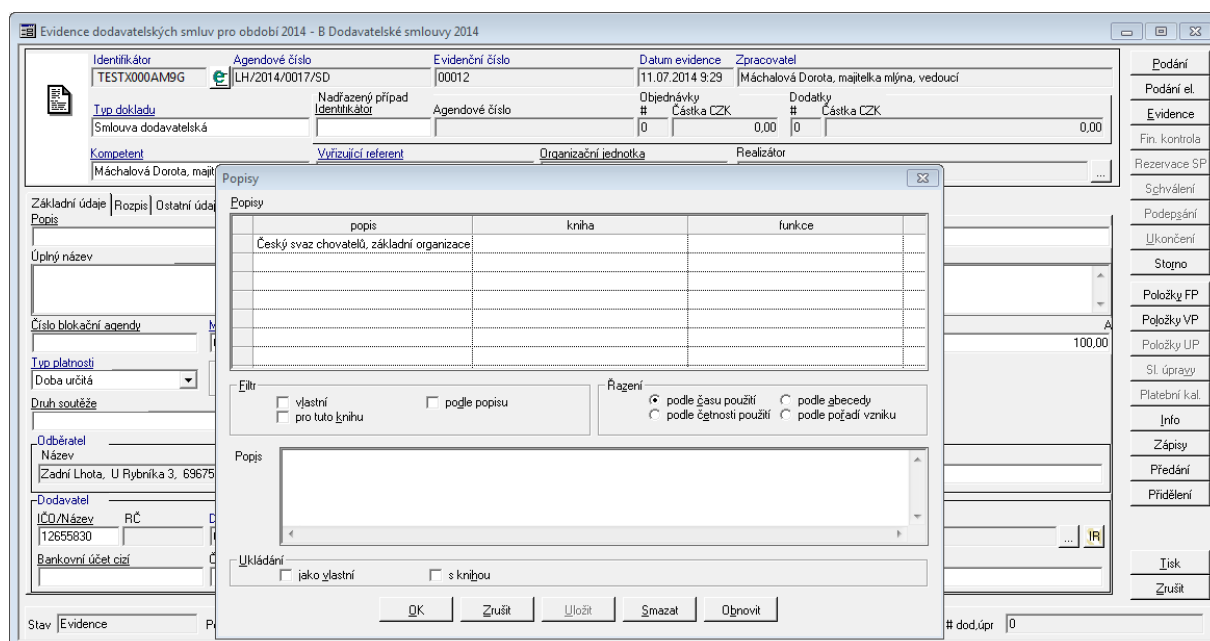 Evidence dodavatelských smluv pro období 2014 - B Dodavatelské smlouvy 2014
Identifikátor Agendové číslo Evidenční číslo Datum evidence Zpracovatel
TESTX000AM9G LH/2014/0017/SD 00012 11.07.2014 9:29 Máchalová Dorota, majitelka mlýna, vedoucí
Nadřazený případ Objednávky Dodatky
Typ dokladu Identifikátor Agendové číslo # Částka CZK # Částka CZK
Smlouva dodavatelská 0 0,00 0 0,00
Kompetent Vyřizující referent Organizační jednotka Realizátor
Máchalová Dorota, majit ...
Základní údaje Rozpis Ostatní údaj
Popis
Úplný název
Číslo blokační agendy
A
100,00
Typ platnosti
Doba určitá
Druh soutěže
Odběratel
Název
Zadní Lhota, U Rybníka 3, 69675
Dodavatel
IČO/Název RČ
12655830
... !R
Bankovní účet cizí
Stav Evidence # dod,úpr 0
Popisy
Popisy
popis kniha funkce
Český svaz chovatelů, základní organizace
Filtr Řazení
vlastní podle popisu podle času použití podle abecedy
pro tuto knihu podle četnosti použití podle pořadí vzniku
Popis
Ukládání
jako vlastní s knihou
OK Zrušit Uložit Smazat Obnovit
Podání
Podání el.
Evidence
Fin. kontrola
Rezervace SP
Schválení
Podepsání
Ukončení
Storno
Položky FP
Položky VP
Položky UP
Sl. úpravy
Platební kal.
Info
Zápisy
Předání
Přidělení
Tisk
Zrušit